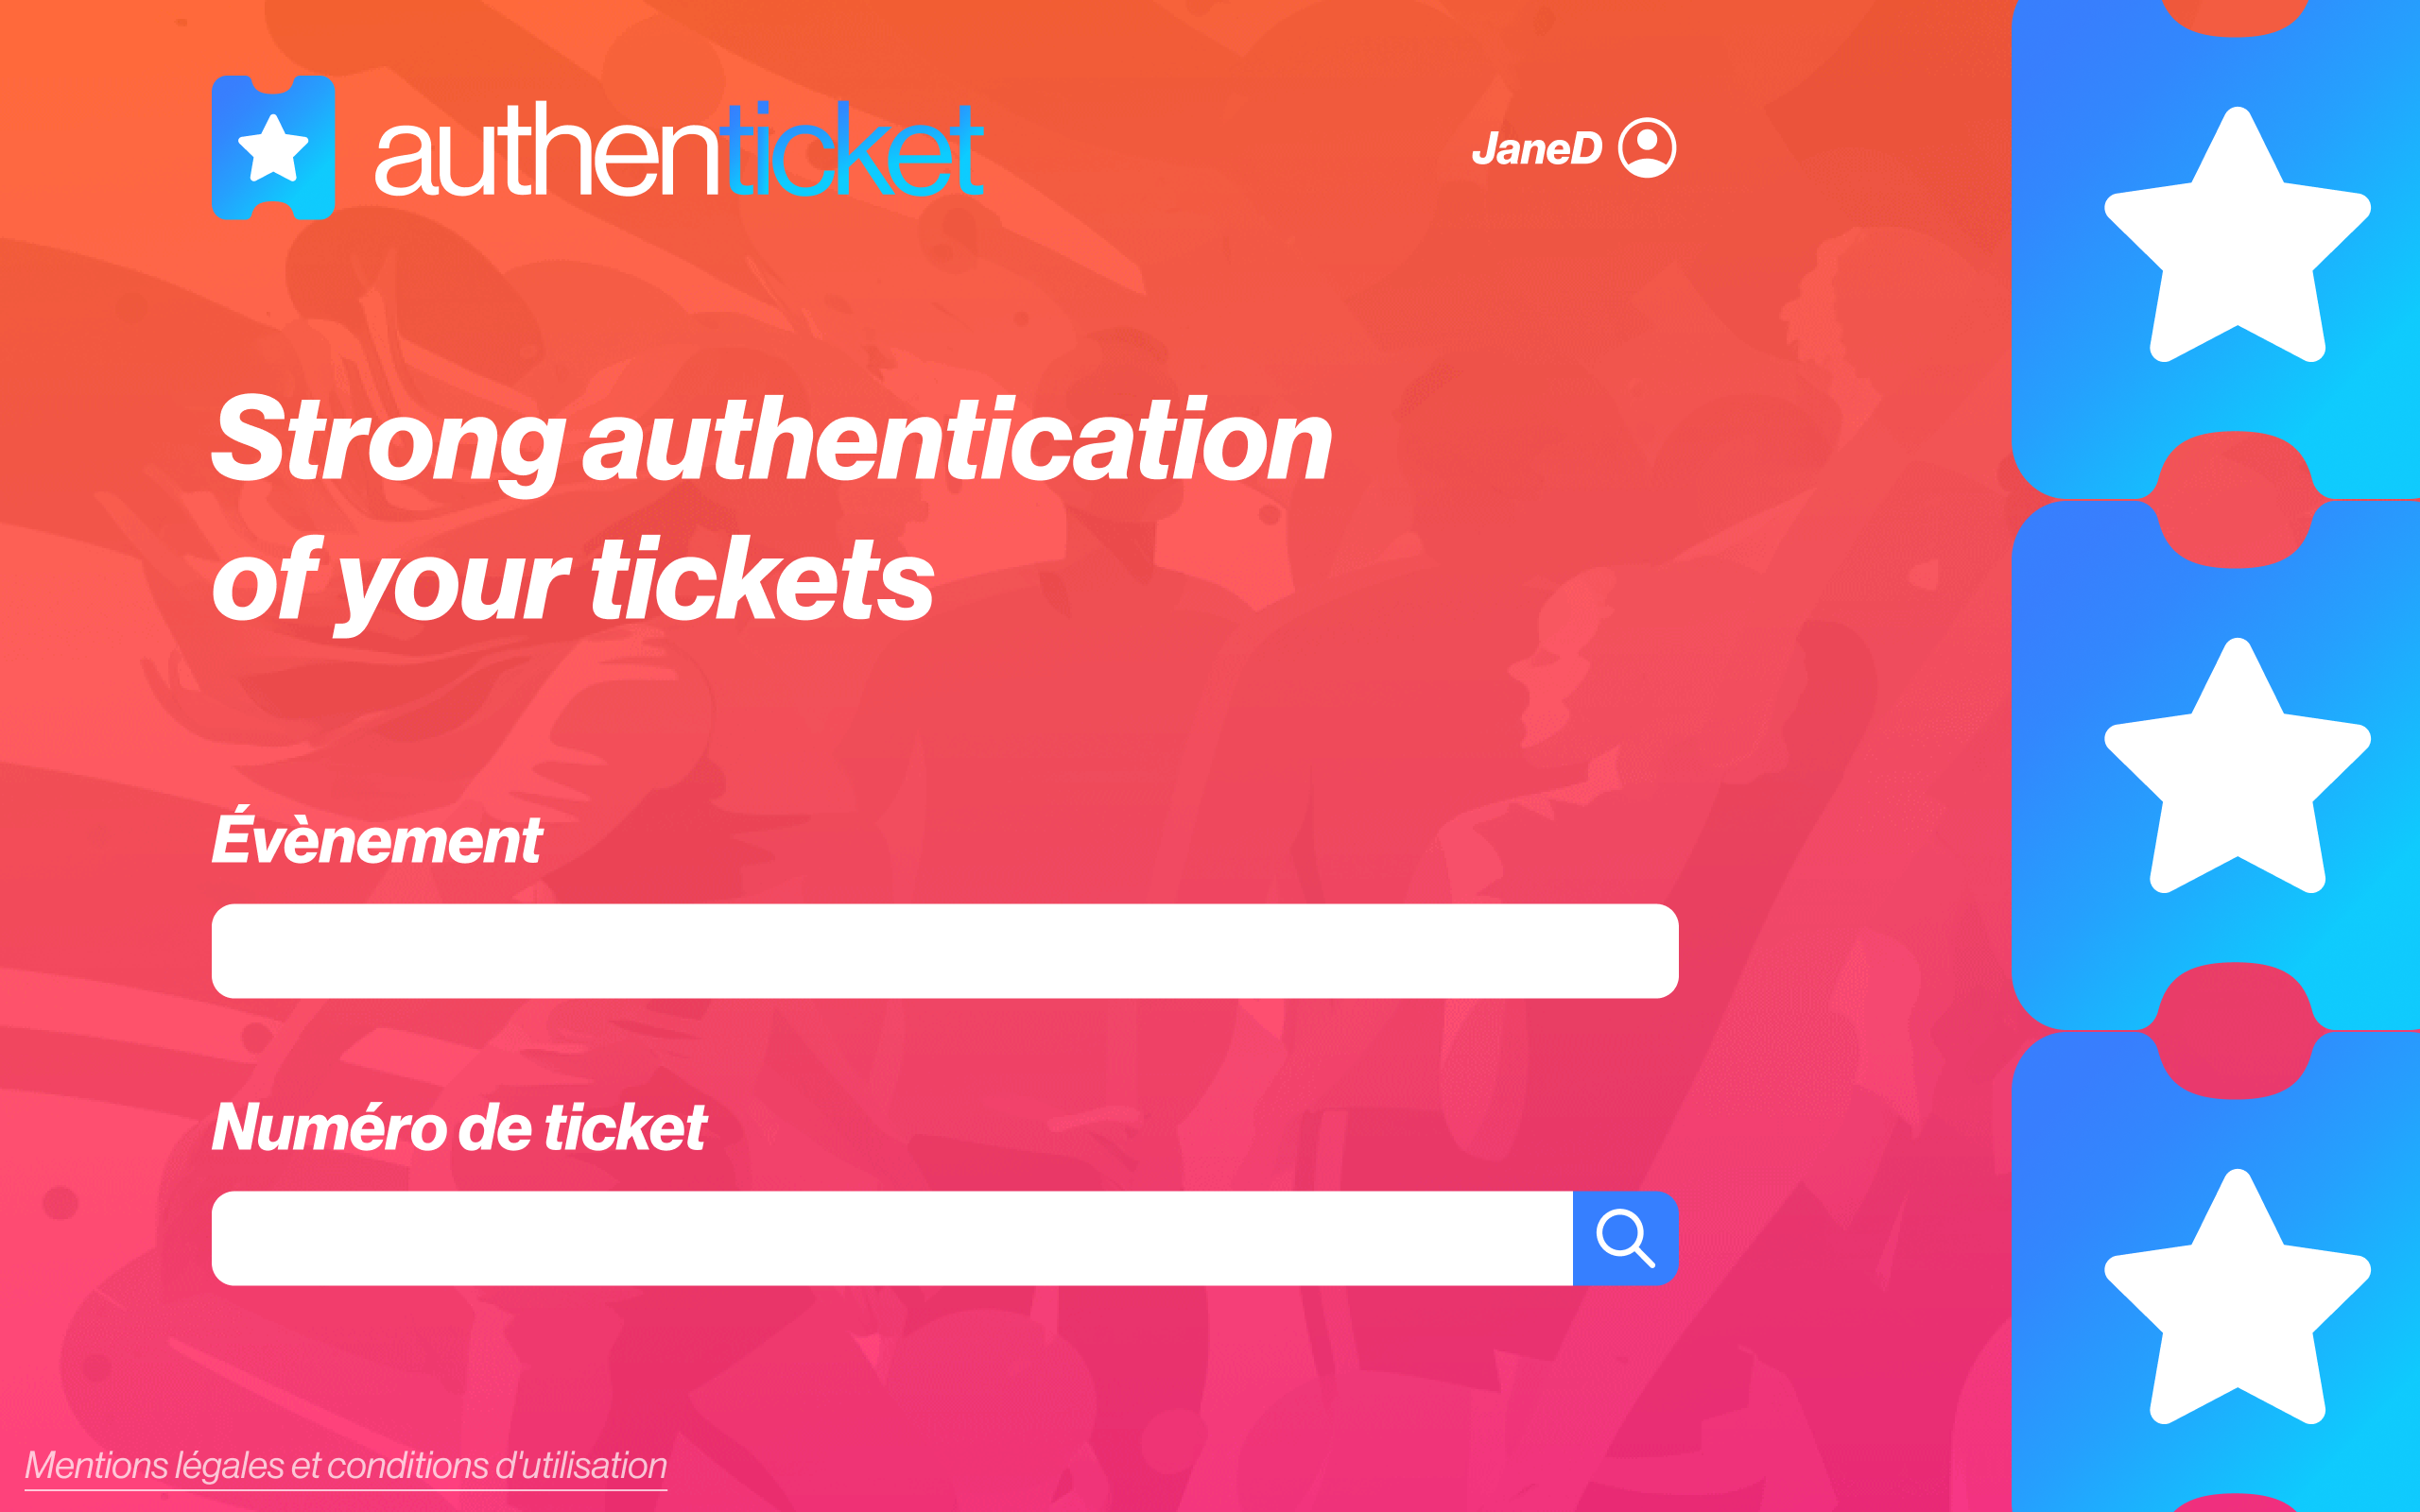 authenticket
JaneD
Strong authentication
of your tickets
Évènement
Numéro de ticket
Mentions légales et conditions d'utilisation